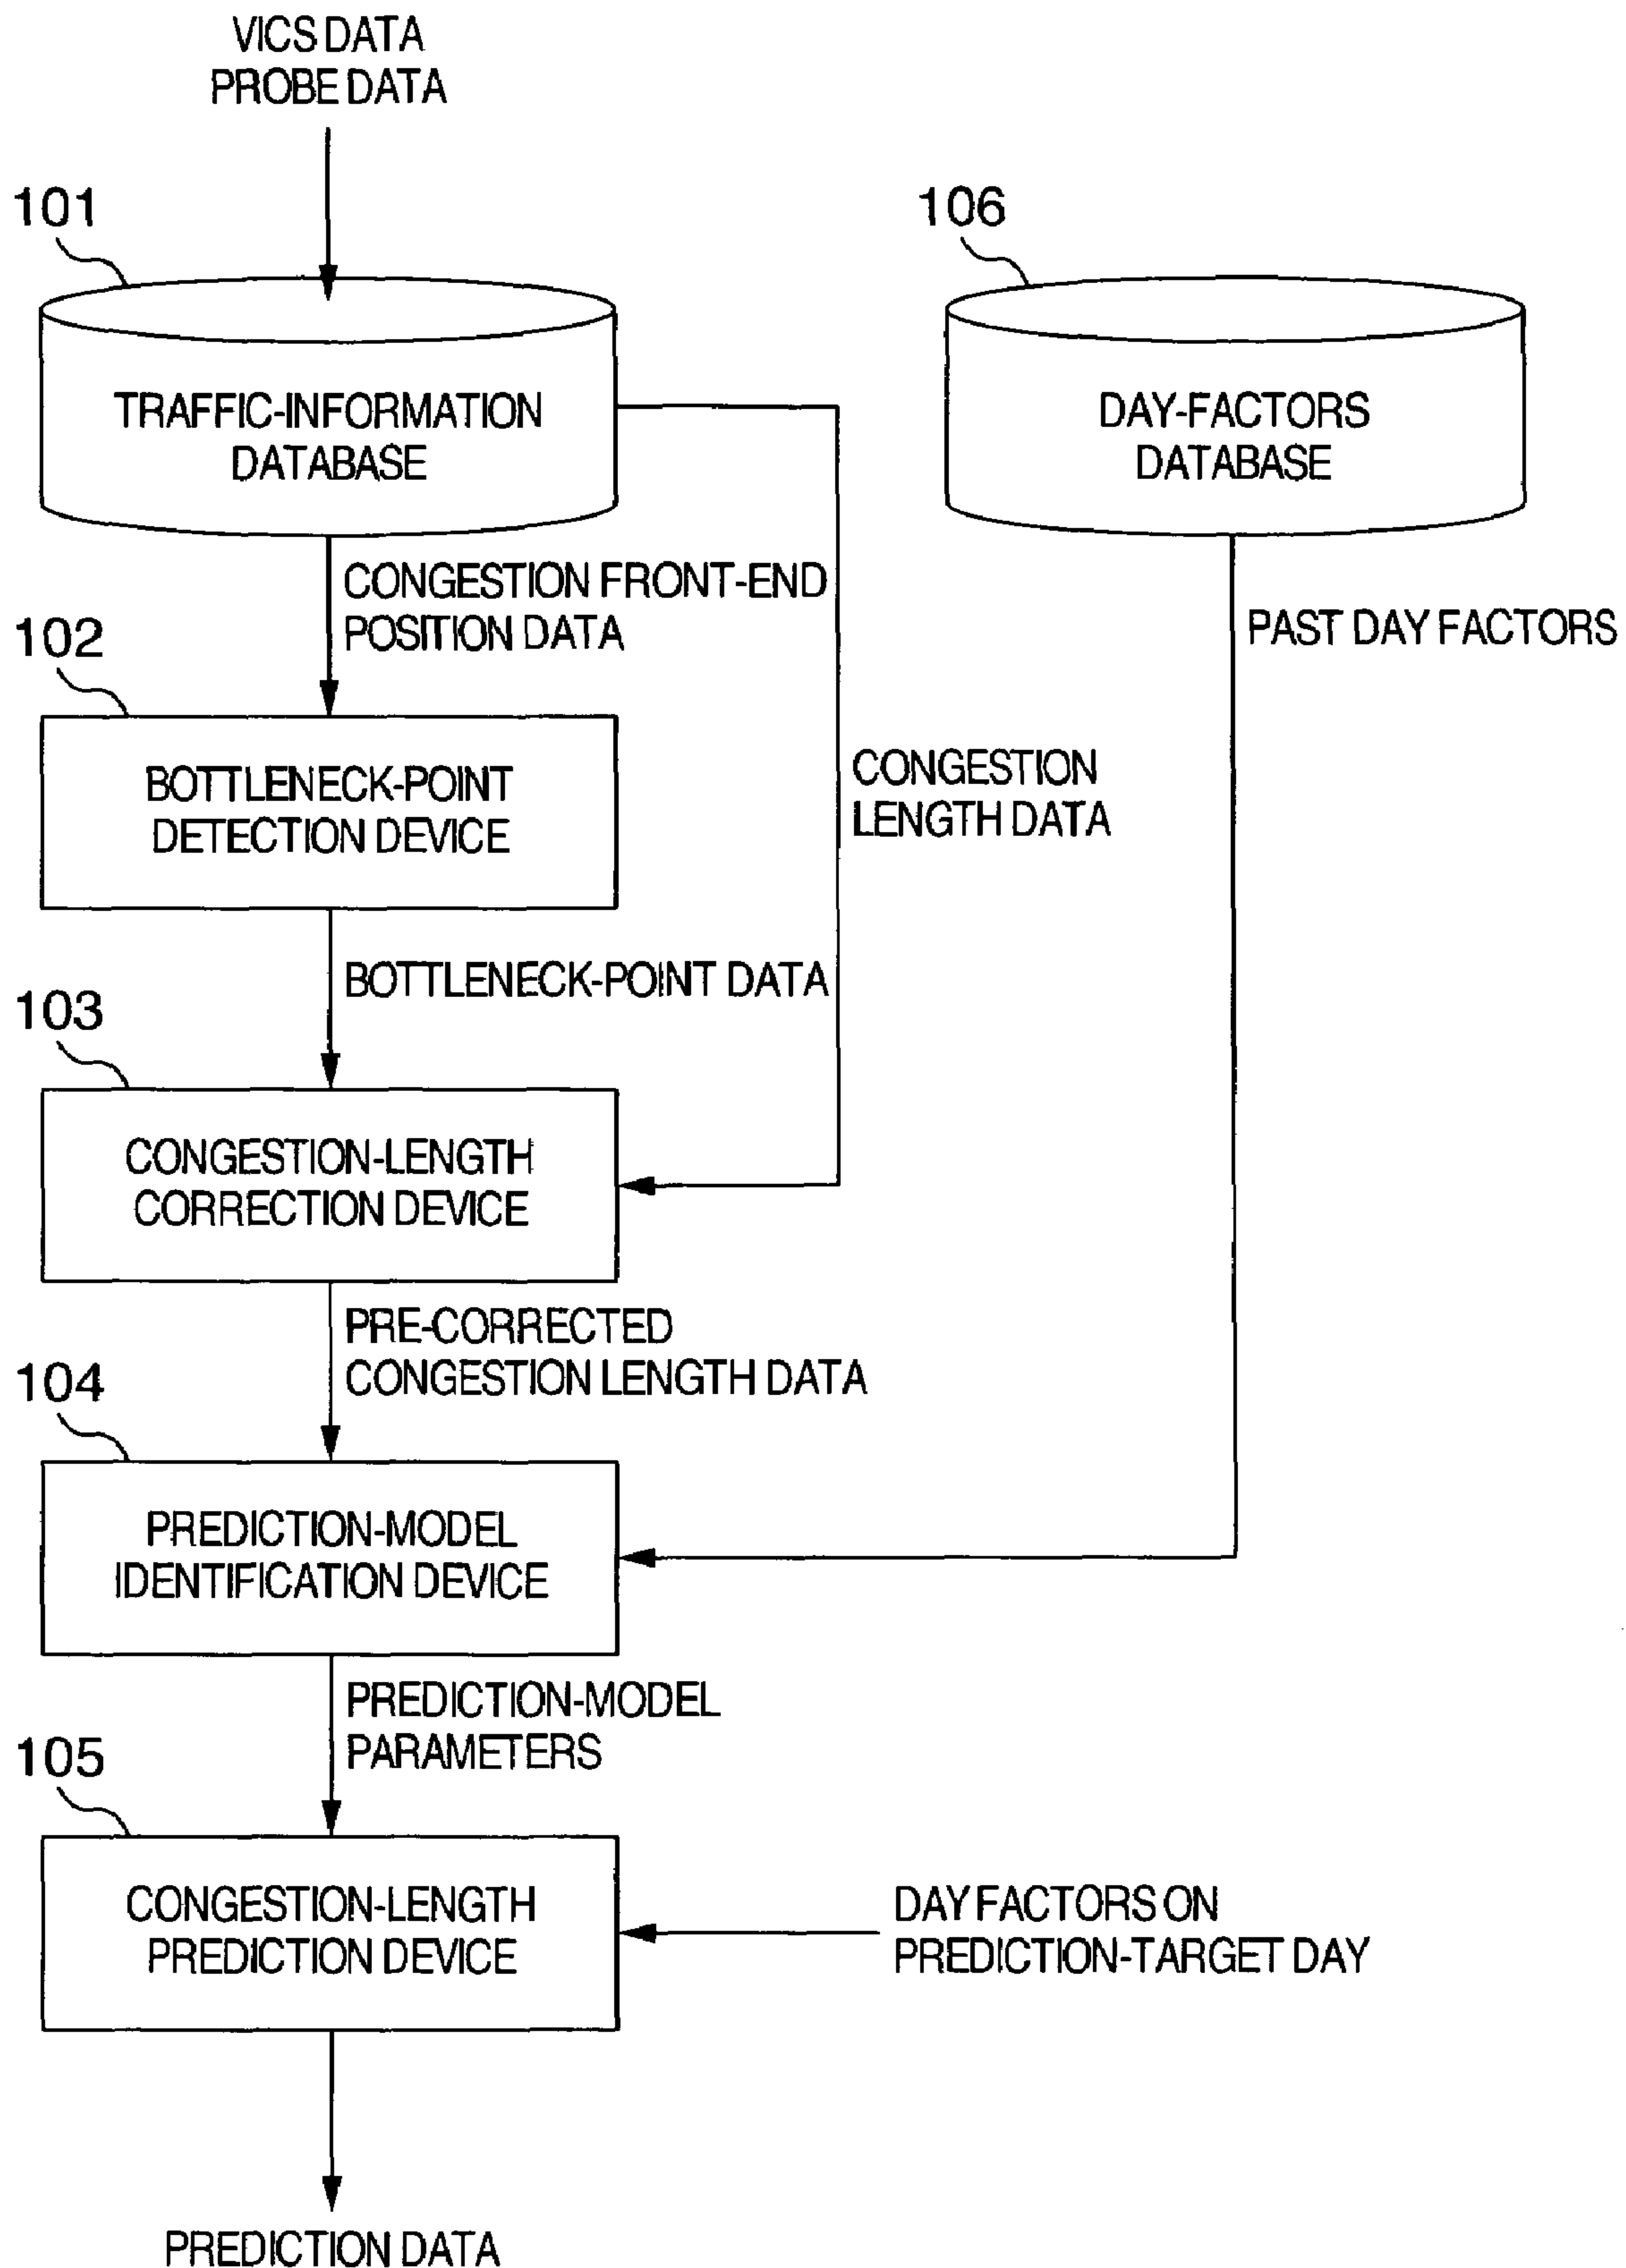 VICS DATA
PROBE DATA
101
106
TRAFFIC-INFORMATION
DATABASE
DAY-FACTORS
DATABASE
CONGESTION FRONT-END
POSITION DATA
PAST DAY FACTORS
102
BOTTLENECK-POINT
DETECTION DEVICE
CONGESTION
LENGTH DATA
BOTTLENECK-POINT DATA
103
CONGESTION-LENGTH
CORRECTION DEVICE
PRE-CORRECTED
CONGESTION LENGTH DATA
104
PREDICTION-MODEL
IDENTIFICATION DEVICE
PREDICTION-MODEL
PARAMETERS
105
CONGESTION-LENGTH
PREDICTION DEVICE
DAY FACTORS ON
PREDICTION-TARGET DAY
PREDICTION DATA